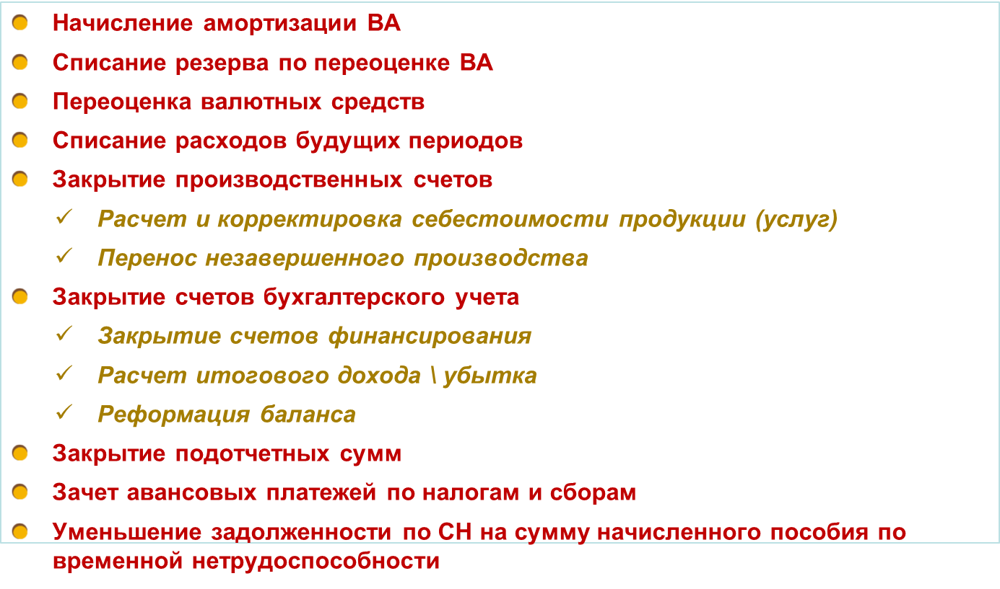 Начисление амортизации ВА
Списание резерва по переоценке ВА
Переоценка валютных средств
Списание расходов будущих периодов
Закрытие производственных счетов
Расчет и корректировка себестоимости продукции (услуг)
Перенос незавершенного производства
Закрытие счетов бухгалтерского учета
Закрытие счетов финансирования
Расчет итогового дохода \ убытка
Реформация баланса
Закрытие подотчетных сумм
Зачет авансовых платежей по налогам и сборам
Уменьшение задолженности по СН на сумму начисленного пособия по
временной нетрудоспособности